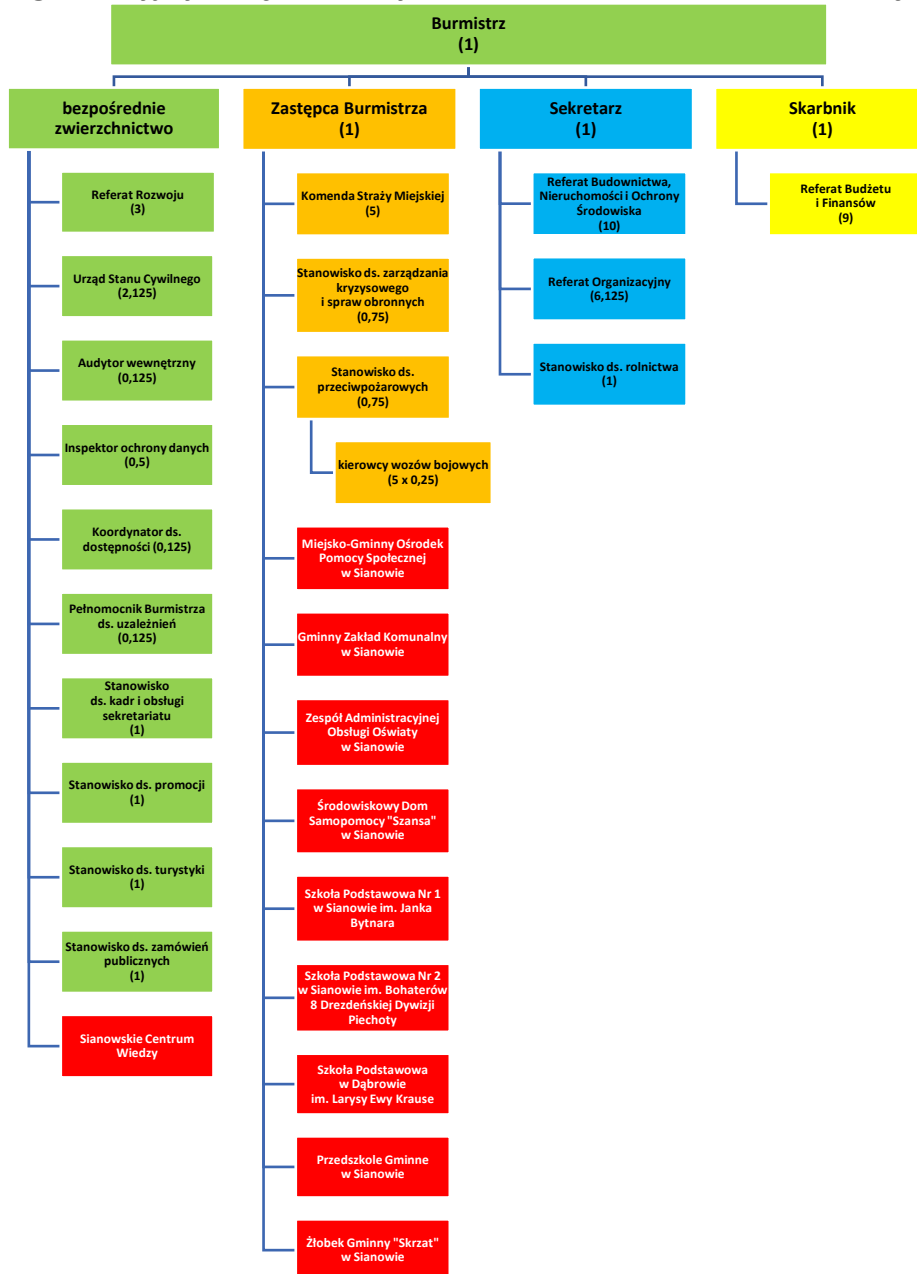 Burmistrz
(1)
bezpośrednie
zwierzchnictwo
Referat Rozwoju
(3)
Urząd Stanu Cywilnego
(2,125)
Audytor wewnętrzny
(0,125)
Inspektor ochrony danych
(0,5)
Koordynator ds.
dostępności (0,125)
Pełnomocnik Burmistrza
ds. uzależnień
(0,125)
Stanowisko
ds. kadr i obsługi
sekretariatu
(1)
Stanowisko ds. promocji
(1)
Stanowisko ds. turystyki
(1)
Stanowisko ds. zamówień
publicznych
(1)
Sianowskie Centrum
Wiedzy
Zastępca Burmistrza
(1)
Komenda Straży Miejskiej
(5)
Stanowisko ds. zarządzania
kryzysowego
i spraw obronnych
(0,75)
Stanowisko ds.
przeciwpożarowych
(0,75)
kierowcy wozów bojowych
(5 x 0,25)
Miejsko-Gminny Ośrodek
Pomocy Społecznej
w Sianowie
Gminny Zakład Komunalny
w Sianowie
Zespół Administracyjnej
Obsługi Oświaty
w Sianowie
Środowiskowy Dom
Samopomocy "Szansa"
w Sianowie
Szkoła Podstawowa Nr 1
w Sianowie im. Janka
Bytnara
Szkoła Podstawowa Nr 2
w Sianowie im. Bohaterów
8 Drezdeńskiej Dywizji
Piechoty
Szkoła Podstawowa
w Dąbrowie
im. Larysy Ewy Krause
Przedszkole Gminne
w Sianowie
Żłobek Gminny "Skrzat"
w Sianowie
Sekretarz
(1)
Referat Budownictwa,
Nieruchomości i Ochrony
Środowiska
(10)
Referat Organizacyjny
(6,125)
Stanowisko ds. rolnictwa
(1)
Skarbnik
(1)
Referat Budżetu
i Finansów
(9)